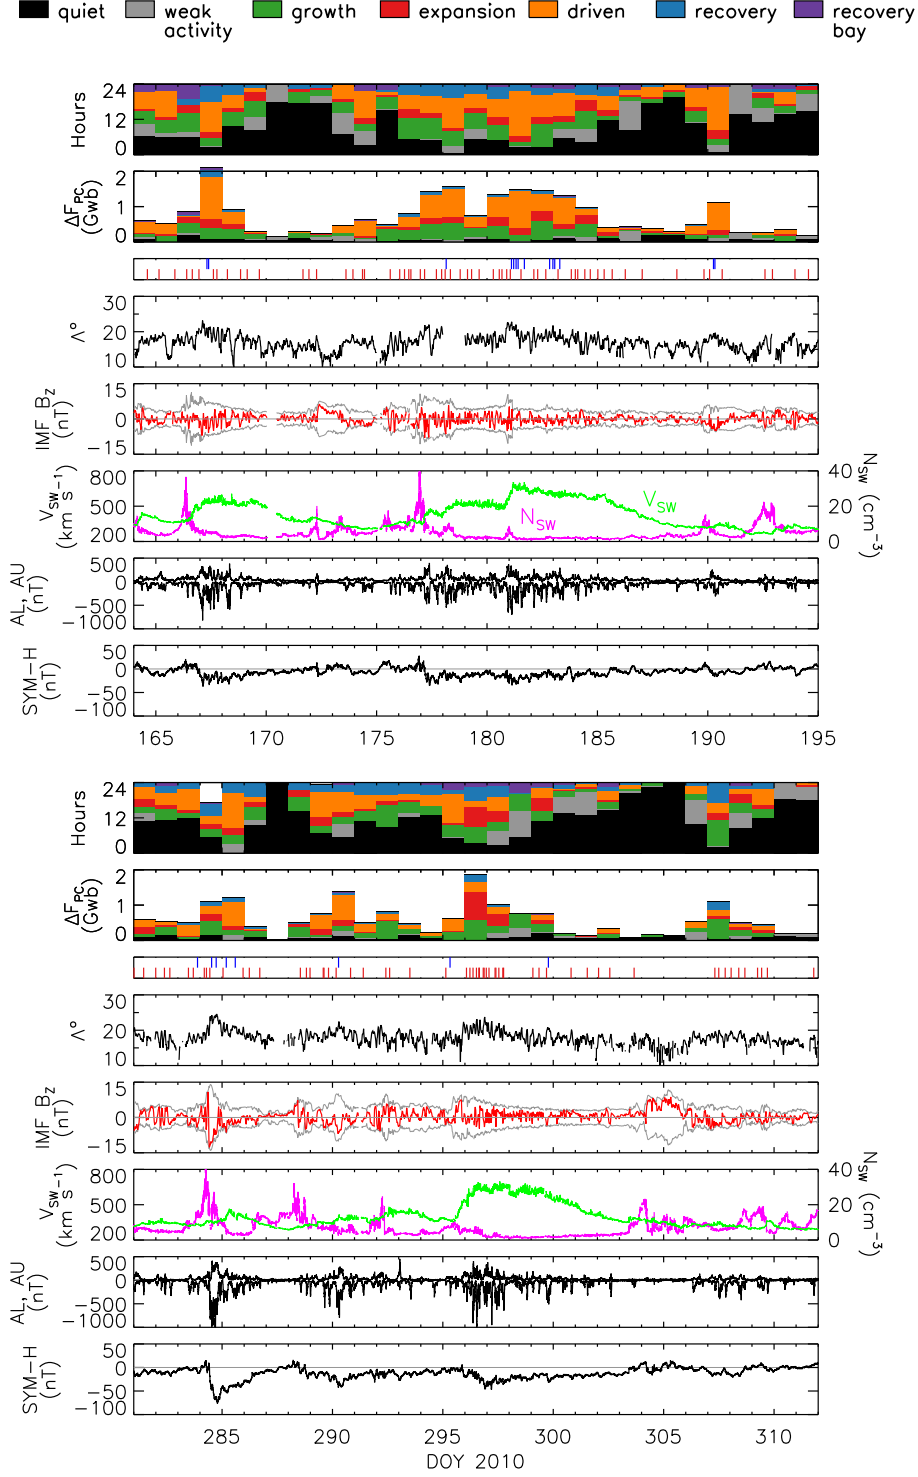 quiet weak growth expansion driven recovery recovery
activity bay
24
12
0
Hours
2
1
0
ΔF_PC
(Gwb)
30
20
10
Λ°
15
0
−15
IMF B_Z
(nT)
800
500
200
V_SW
(km s⁻¹)
40
20
0
N_SW (cm⁻³)
N_SW
V_SW
500
0
−500
−1000
AL, AU
(nT)
50
0
−50
−100
SYM−H
(nT)
165 170 175 180 185 190 195
24
12
0
Hours
2
1
0
ΔF_PC
(Gwb)
30
20
10
Λ°
15
0
−15
IMF B_Z
(nT)
800
500
200
V_SW
(km s⁻¹)
40
20
0
N_SW (cm⁻³)
500
0
−500
−1000
AL, AU
(nT)
50
0
−50
−100
SYM−H
(nT)
285 290 295 300 305 310
DOY 2010